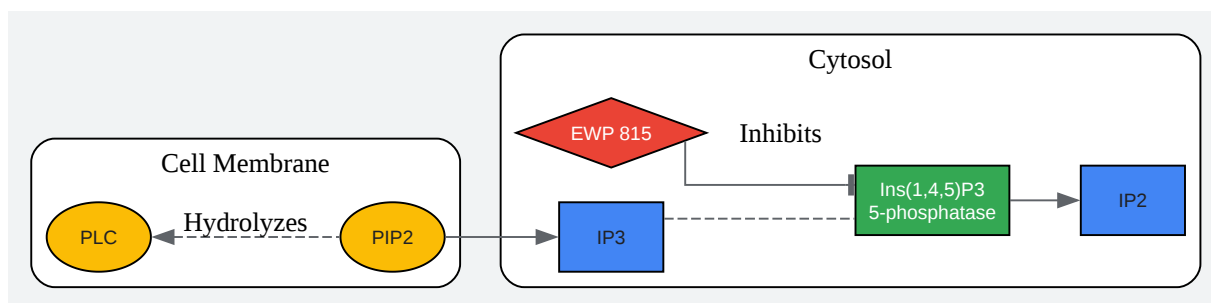 Cell Membrane
PLC
Hydrolyzes
PIP2
Cytosol
EWP 815
Inhibits
IP3
Ins(1,4,5)P3
5-phosphatase
IP2